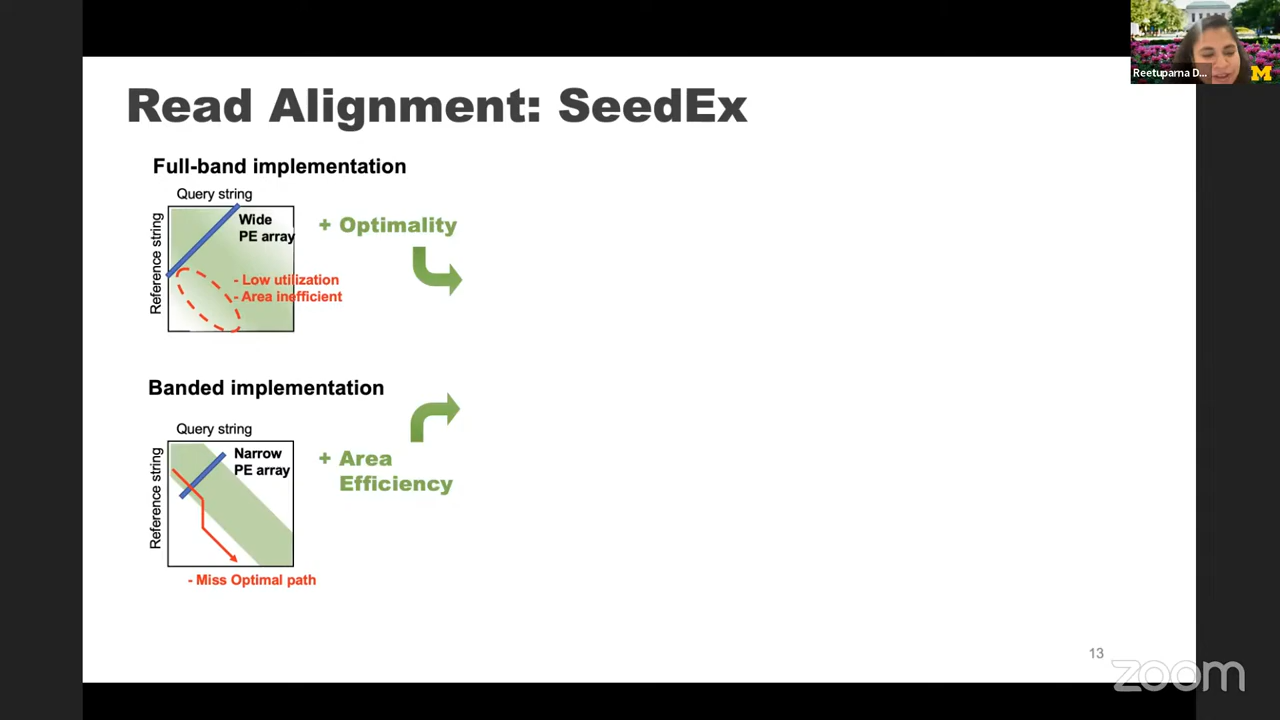 Reetuparna D...
M
Read Alignment: SeedEx
Full-band implementation
Query string
Reference string
Wide
PE array
- Low utilization
- Area inefficient
+ Optimality
Banded implementation
Query string
Reference string
Narrow
PE array
- Miss Optimal path
+ Area
Efficiency
13
zoom